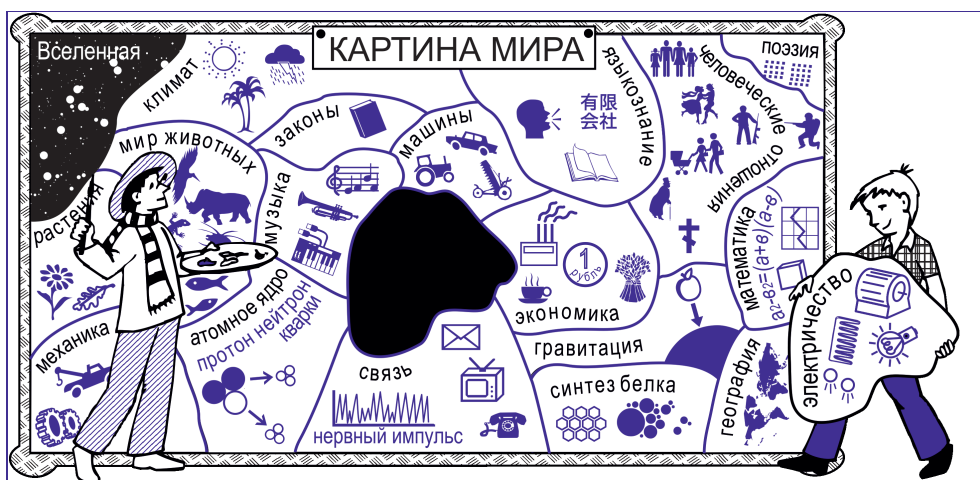 КАРТИНА МИРА
Вселенная
климат
законы
машины
языкознание
有限
会社
человеческие
отношения
поэзия
мир животных
растения
музыка
механика
атомное ядро
протон нейтрон
кварки
связь
нервный импульс
1
рубль
экономика
гравитация
синтез белка
география
Математика
а²-в²=(а+в)(а-в)
электричество